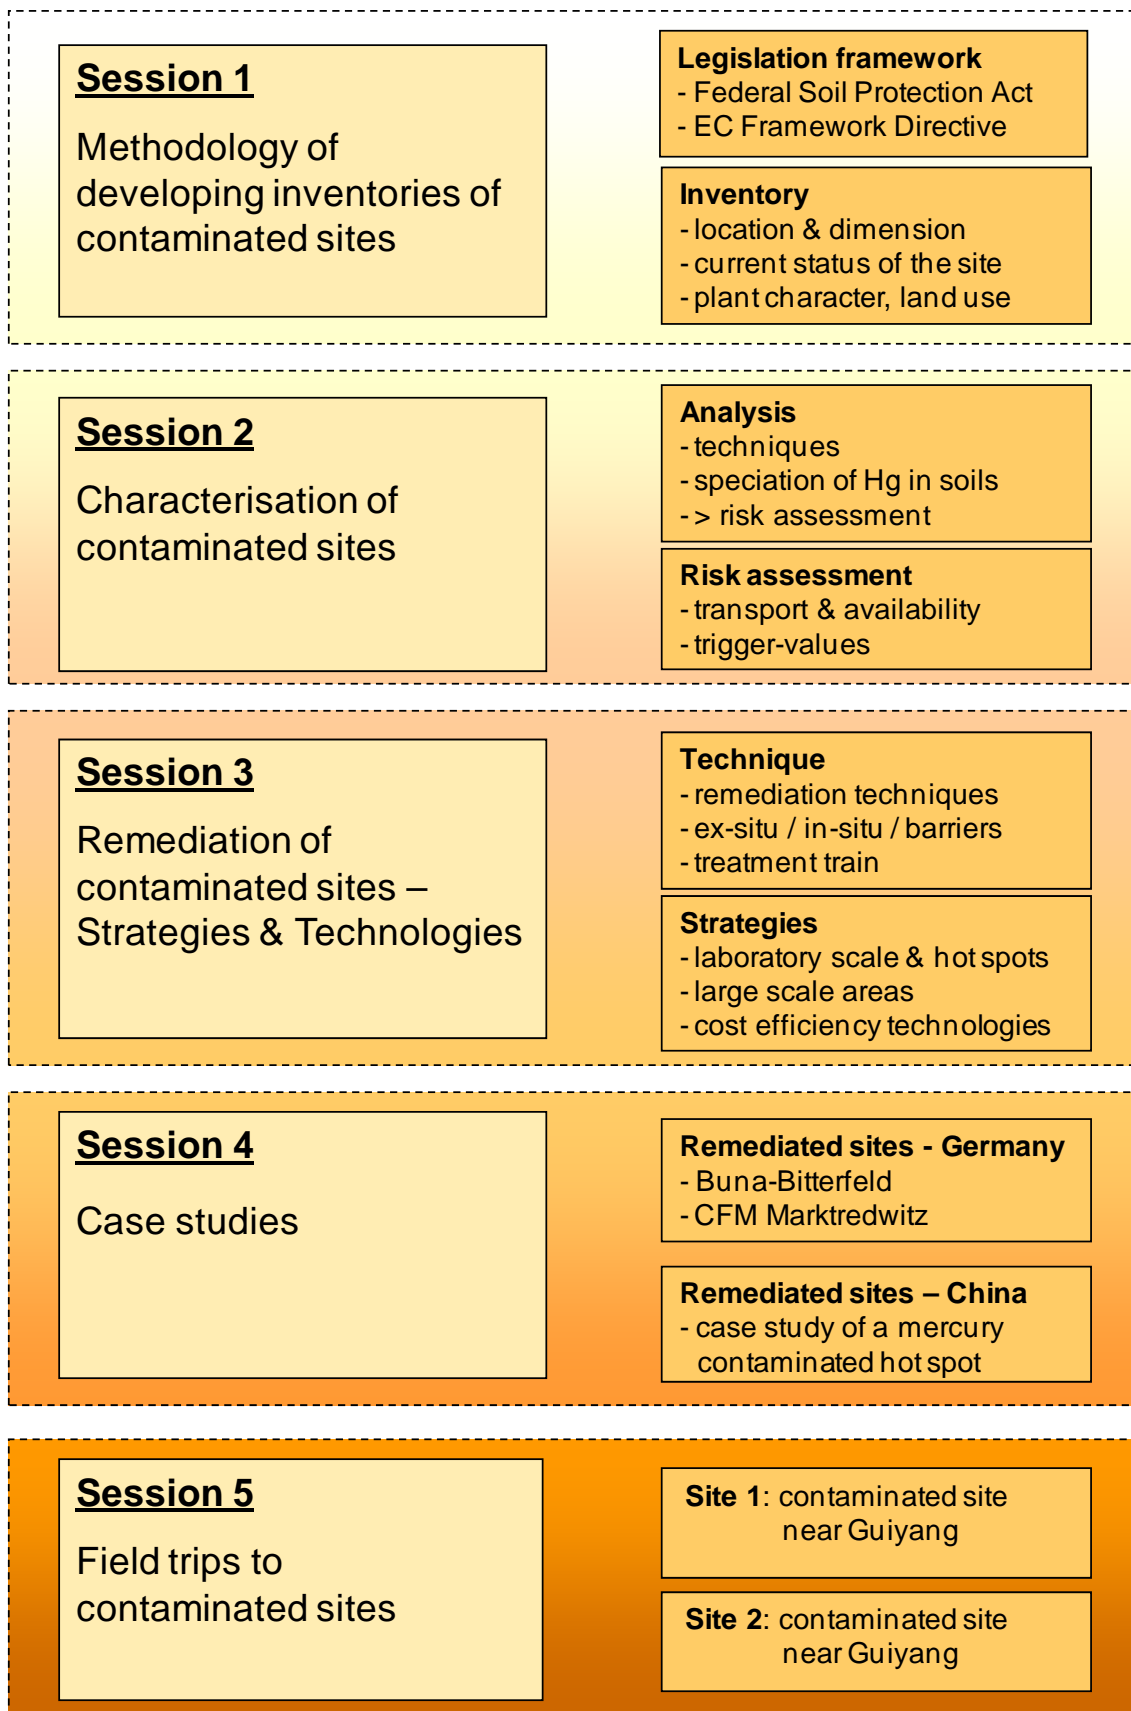 Session 1
Methodology of
developing inventories of
contaminated sites
Legislation framework
- Federal Soil Protection Act
- EC Framework Directive
Inventory
- location & dimension
- current status of the site
- plant character, land use
Session 2
Characterisation of
contaminated sites
Analysis
- techniques
- speciation of Hg in soils
- > risk assessment
Risk assessment
- transport & availability
- trigger-values
Session 3
Remediation of
contaminated sites –
Strategies & Technologies
Technique
- remediation techniques
- ex-situ / in-situ / barriers
- treatment train
Strategies
- laboratory scale & hot spots
- large scale areas
- cost efficiency technologies
Session 4
Case studies
Remediated sites - Germany
- Buna-Bitterfeld
- CFM Marktredwitz
Remediated sites – China
- case study of a mercury
contaminated hot spot
Session 5
Field trips to
contaminated sites
Site 1: contaminated site
near Guiyang
Site 2: contaminated site
near Guiyang